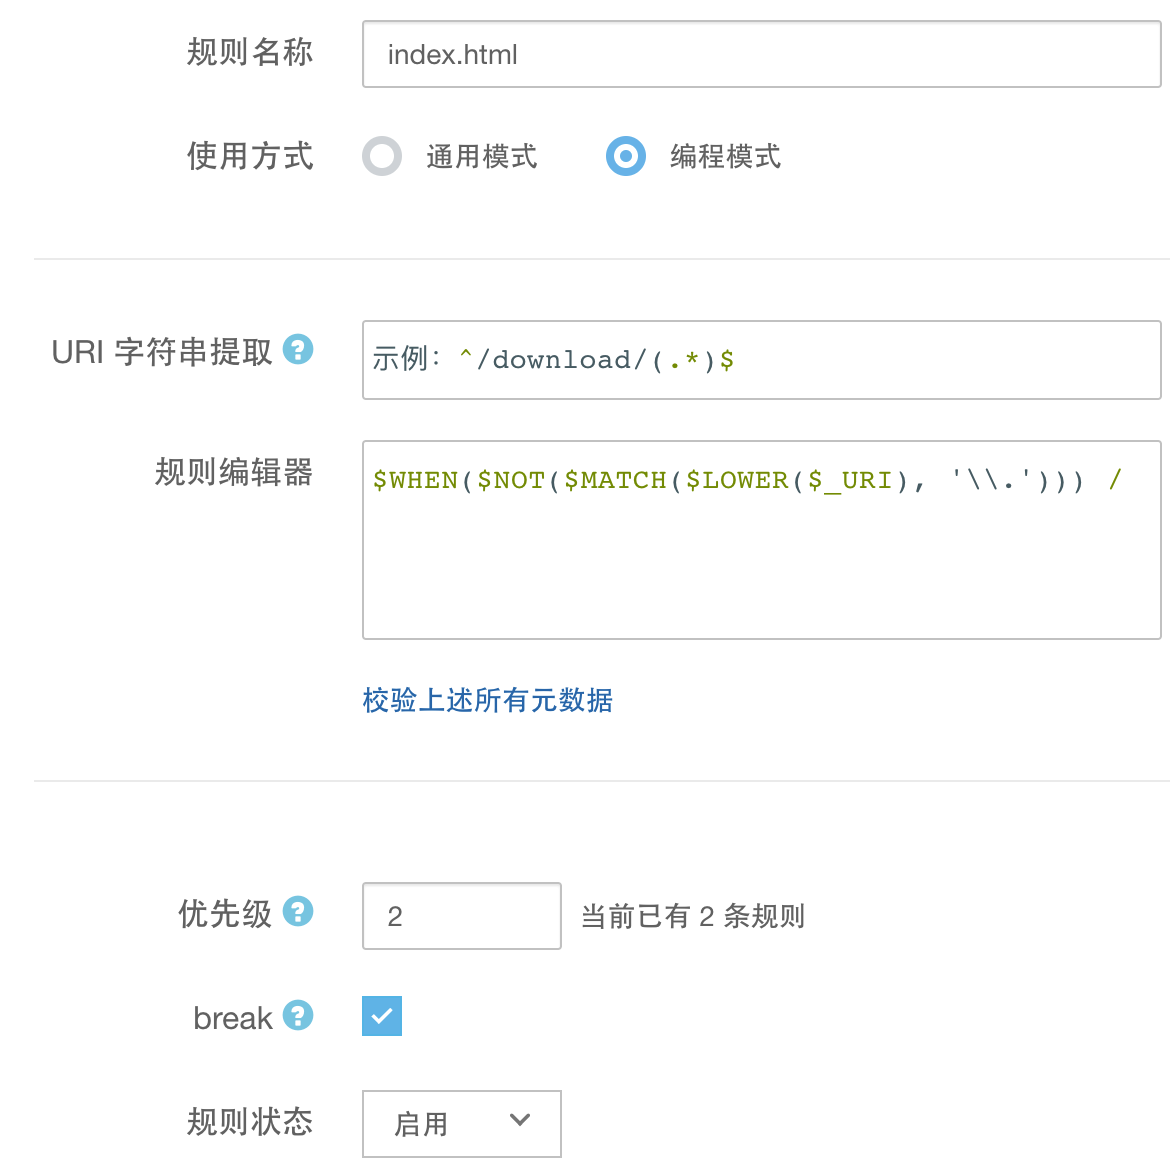 规则名称 index.html
使用方式 通用模式 编程模式
URI 字符串提取 ? 示例：^/download/(.*)$
规则编辑器 $WHEN($NOT($MATCH($LOWER($_URI), '\\.'))) /
校验上述所有元数据
优先级 ? 2 当前已有 2 条规则
break ?
规则状态 启用